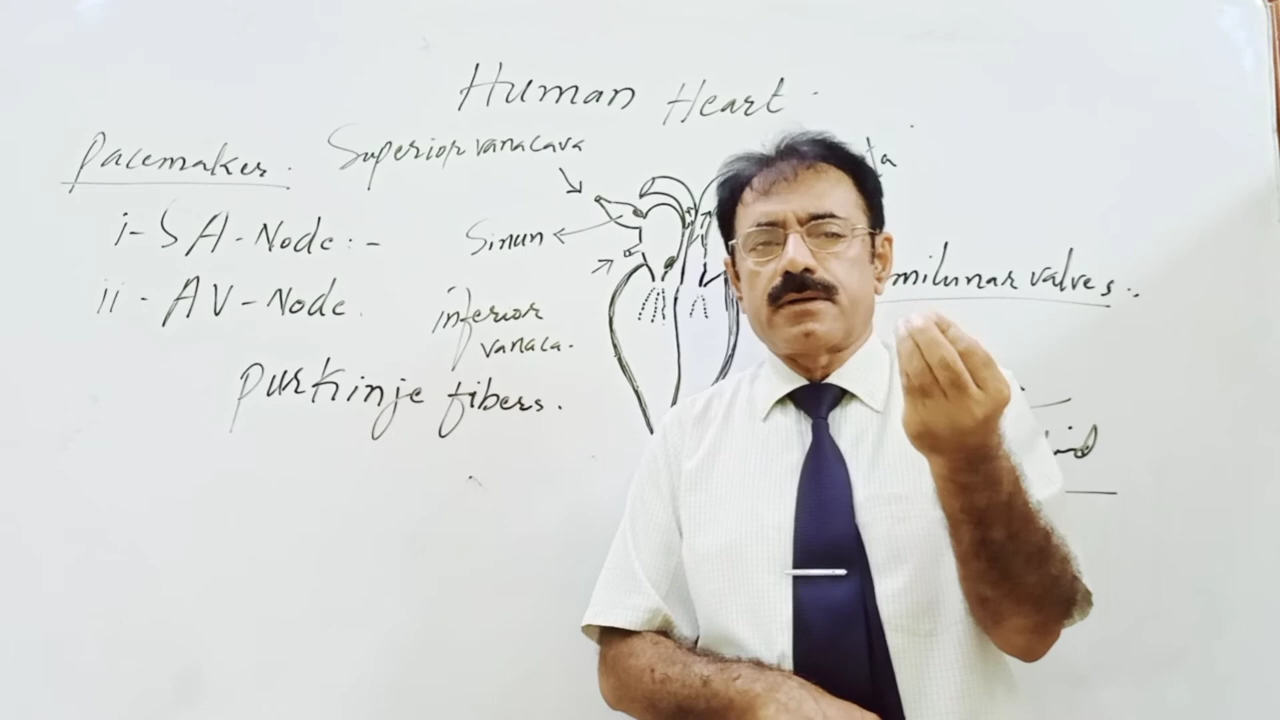 Human Heart.
Pacemaker.
Superior vanacava
i- SA-Node:-
Sinun
ii- AV-Node.
inferior
vanaca.
milunar valves..
Purkinje fibers.